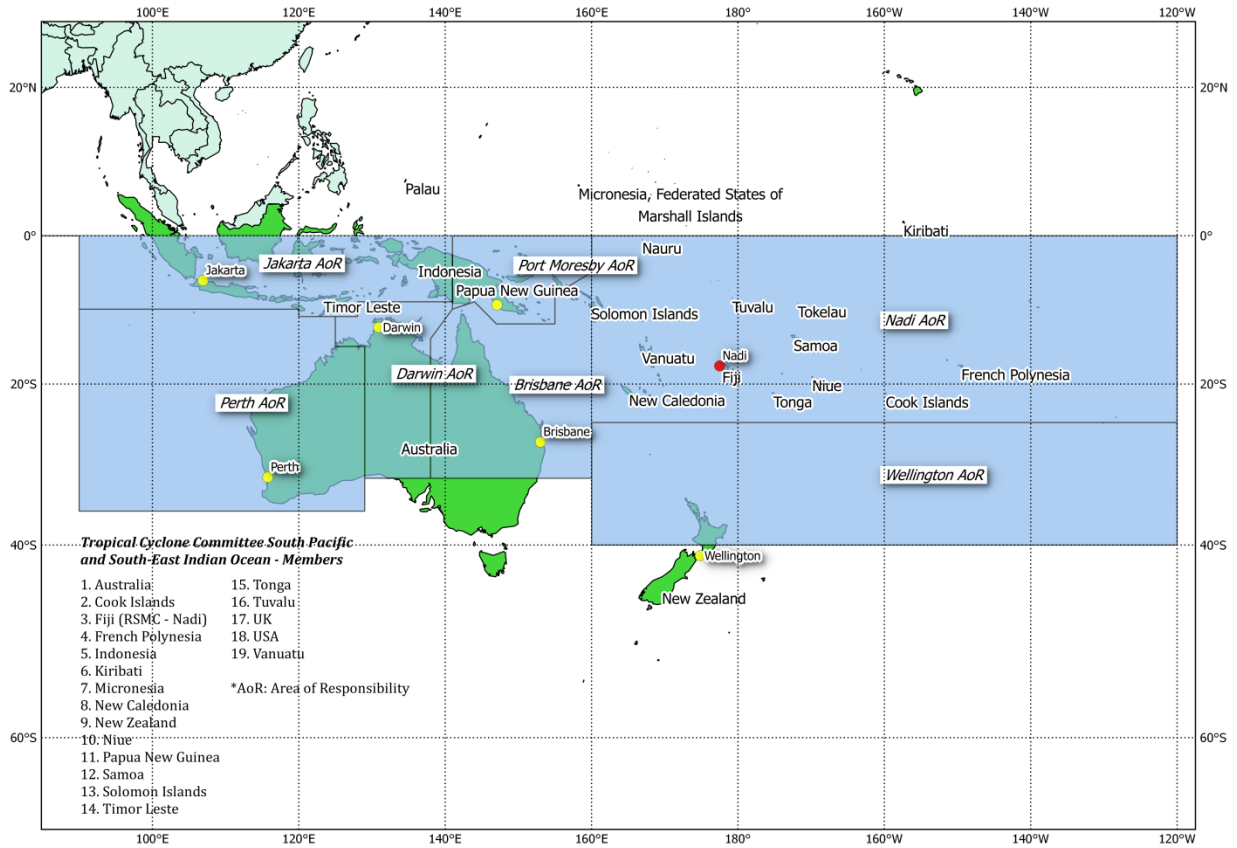 100°E 120°E 140°E 160°E 180° 160°W 140°W 120°W
20°N 20°N
Palau
Micronesia, Federated States of
Marshall Islands
Kiribati
0° 0°
Nauru
Jakarta AoR
Port Moresby AoR
Jakarta
Indonesia
Papua New Guinea
Timor Leste
Solomon Islands
Tuvalu
Tokelau
Nadi AoR
Darwin
Samoa
Vanuatu
Nadi
Darwin AoR
French Polynesia
Fiji
20°S 20°S
Brisbane AoR
Niue
Perth AoR
New Caledonia
Tonga
Cook Islands
Brisbane
Australia
Perth
Wellington AoR
40°S 40°S
Wellington
New Zealand
Tropical Cyclone Committee South Pacific
and South-East Indian Ocean - Members
1. Australia
2. Cook Islands
3. Fiji (RSMC - Nadi)
4. French Polynesia
5. Indonesia
6. Kiribati
7. Micronesia
8. New Caledonia
9. New Zealand
10. Niue
11. Papua New Guinea
12. Samoa
13. Solomon Islands
14. Timor Leste
15. Tonga
16. Tuvalu
17. UK
18. USA
19. Vanuatu
*AoR: Area of Responsibility
60°S 60°S
100°E 120°E 140°E 160°E 180° 160°W 140°W 120°W